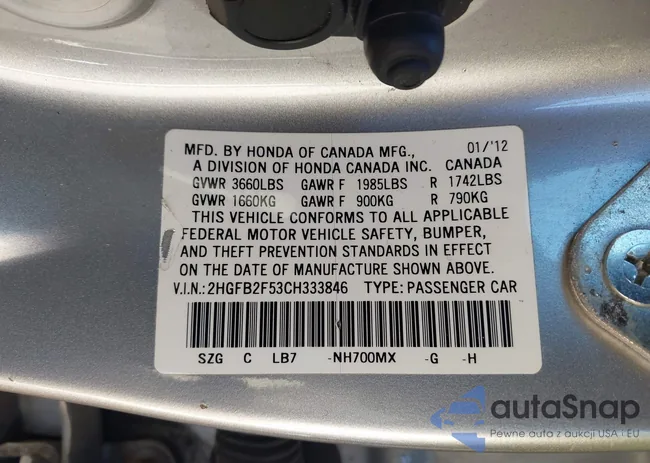 MFD. BY HONDA OF CANADA MFG., 01/'12
A DIVISION OF HONDA CANADA INC. CANADA
GVWR 3660LBS GAWR F 1985LBS R 1742LBS
GVWR 1660KG GAWR F 900KG R 790KG
THIS VEHICLE CONFORMS TO ALL APPLICABLE
FEDERAL MOTOR VEHICLE SAFETY, BUMPER,
AND THEFT PREVENTION STANDARDS IN EFFECT
ON THE DATE OF MANUFACTURE SHOWN ABOVE.
V.I.N.: 2HGFB2F53CH333846 TYPE: PASSENGER CAR
SZG C LB7 -NH700MX -G -H
autaSnap
Pewne auta z aukcji USA i EU